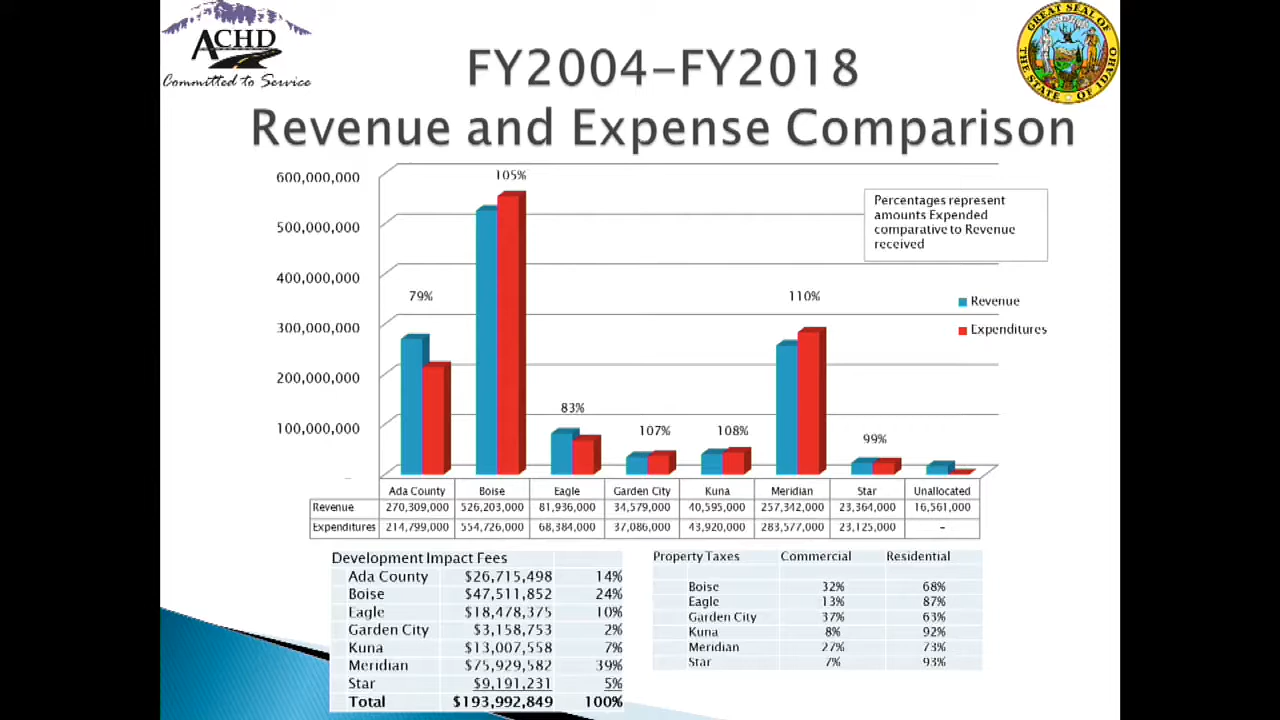 ACHD
Committed to Service
GREAT SEAL OF THE STATE OF IDAHO
FY2004-FY2018
Revenue and Expense Comparison
600,000,000
500,000,000
400,000,000
300,000,000
200,000,000
100,000,000
-
79%
105%
83%
107%
108%
110%
99%
Percentages represent
amounts Expended
comparative to Revenue
received
Revenue
Expenditures
Ada County Boise Eagle Garden City Kuna Meridian Star Unallocated
Revenue 270,309,000 526,203,000 81,936,000 34,579,000 40,595,000 257,342,000 23,364,000 16,561,000
Expenditures 214,799,000 554,726,000 68,384,000 37,086,000 43,920,000 283,577,000 23,125,000 -
Development Impact Fees
Ada County $26,715,498 14%
Boise $47,511,852 24%
Eagle $18,478,375 10%
Garden City $3,158,753 2%
Kuna $13,007,558 7%
Meridian $75,929,582 39%
Star $9,191,231 5%
Total $193,992,849 100%
Property Taxes Commercial Residential
Boise 32% 68%
Eagle 13% 87%
Garden City 37% 63%
Kuna 8% 92%
Meridian 27% 73%
Star 7% 93%